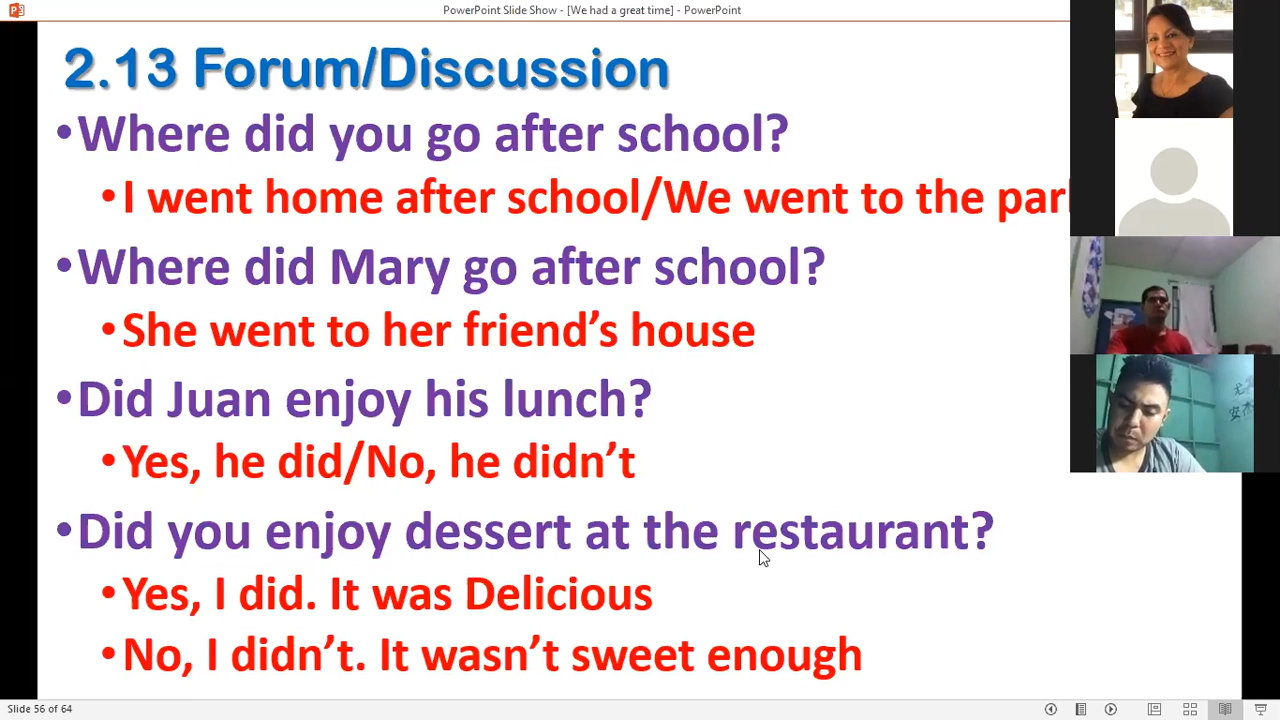 PowerPoint Slide Show - [We had a great time] - PowerPoint
2.13 Forum/Discussion
•Where did you go after school?
•I went home after school/We went to the park
•Where did Mary go after school?
•She went to her friend’s house
•Did Juan enjoy his lunch?
•Yes, he did/No, he didn’t
•Did you enjoy dessert at the restaurant?
•Yes, I did. It was Delicious
•No, I didn’t. It wasn’t sweet enough
Slide 56 of 64